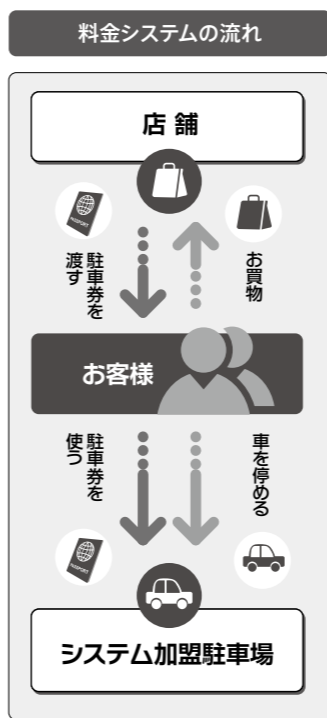 料金システムの流れ
店舗
駐車券を
渡す
お買物
お客様
駐車券を
使う
車を停める
システム加盟駐車場
PASSPORT
PASSPORT